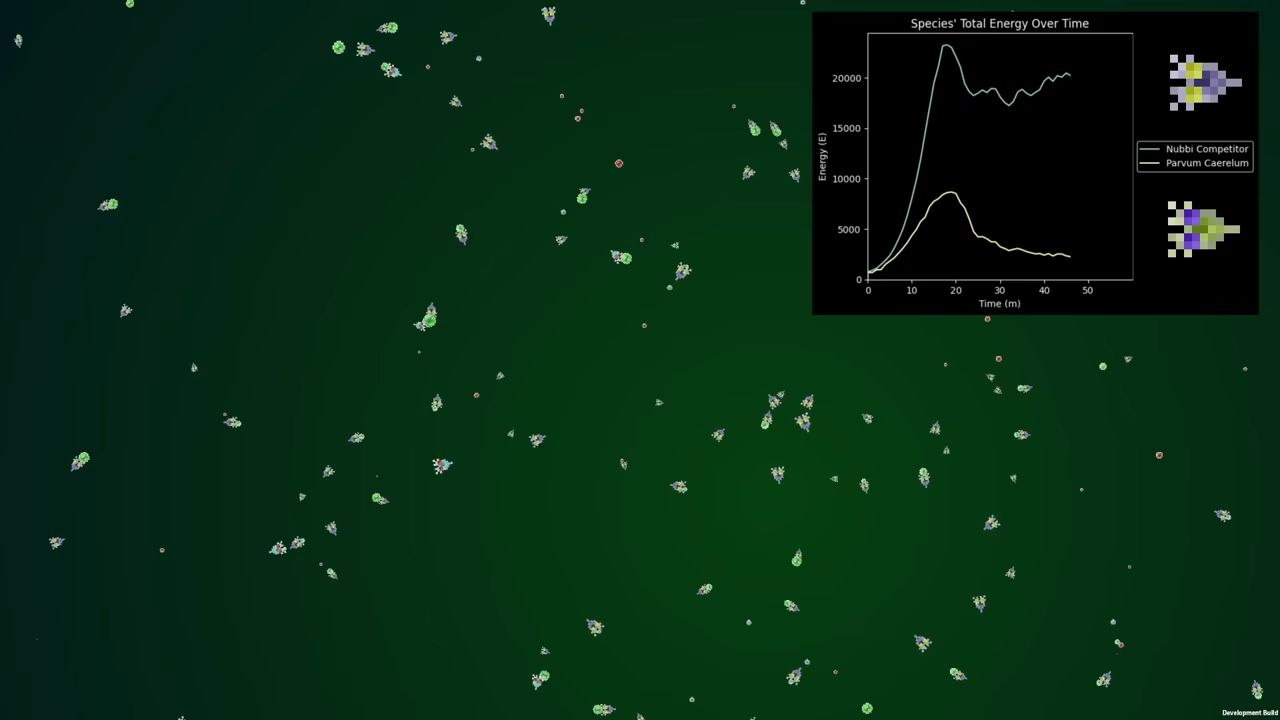 Species' Total Energy Over Time
20000
15000
10000
5000
0
Energy (E)
0 10 20 30 40 50
Time (m)
Nubbi Competitor
Parvum Caerelum
Development Build